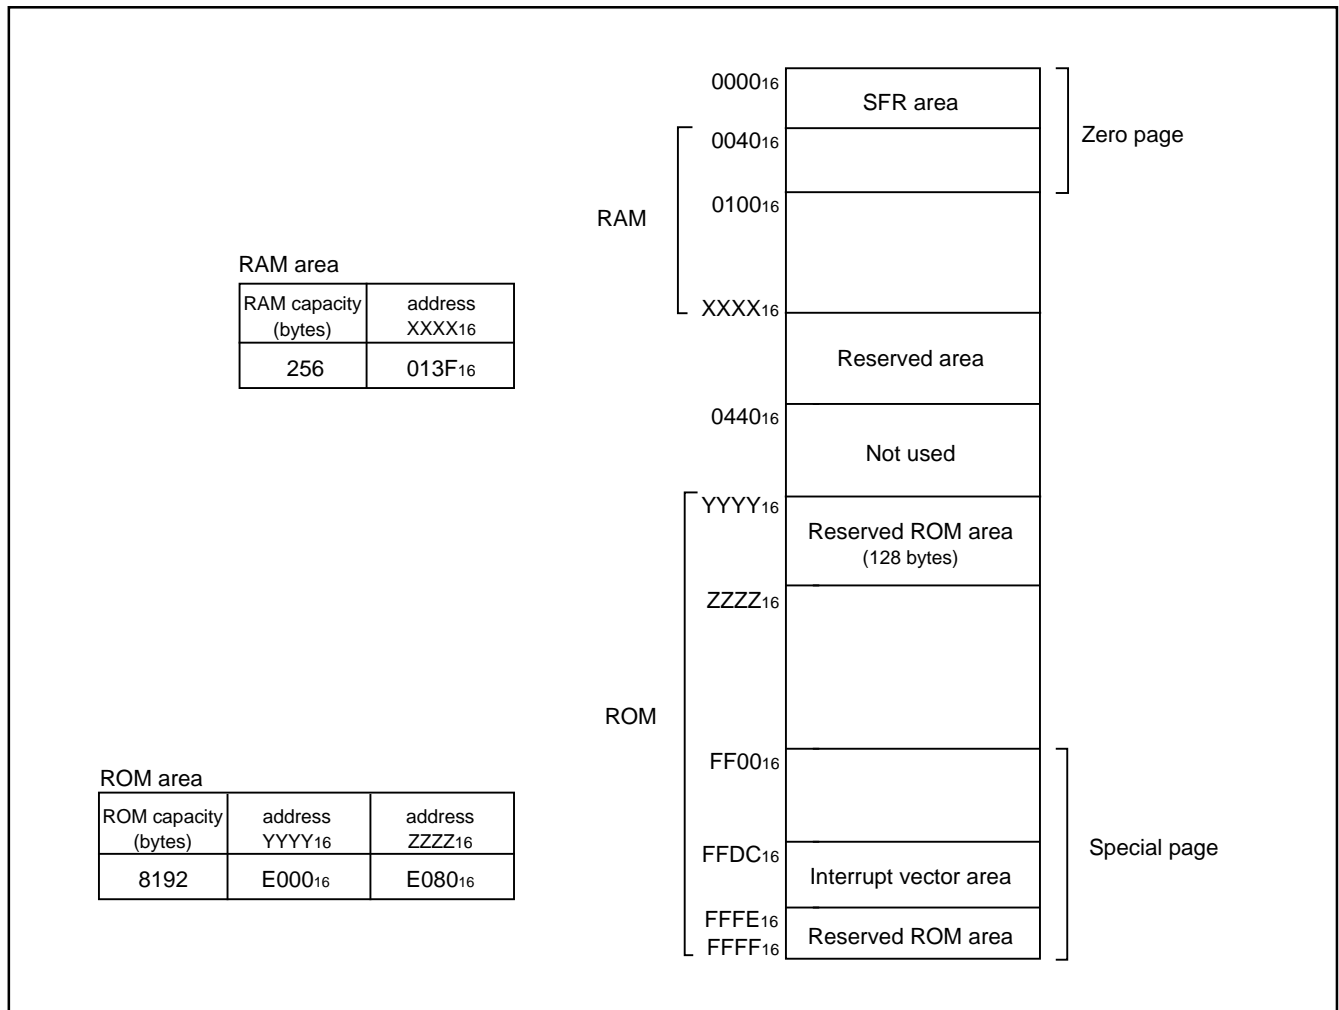 0000₁₆
SFR area
0040₁₆
Zero page
0100₁₆
RAM
RAM area
RAM capacity (bytes)
address XXXX₁₆
256
013F₁₆
XXXX₁₆
Reserved area
0440₁₆
Not used
YYYY₁₆
Reserved ROM area
(128 bytes)
ZZZZ₁₆
ROM
FF00₁₆
ROM area
ROM capacity (bytes)
address YYYY₁₆
address ZZZZ₁₆
8192
E000₁₆
E080₁₆
FFDC₁₆
Interrupt vector area
Special page
FFFE₁₆
FFFF₁₆
Reserved ROM area